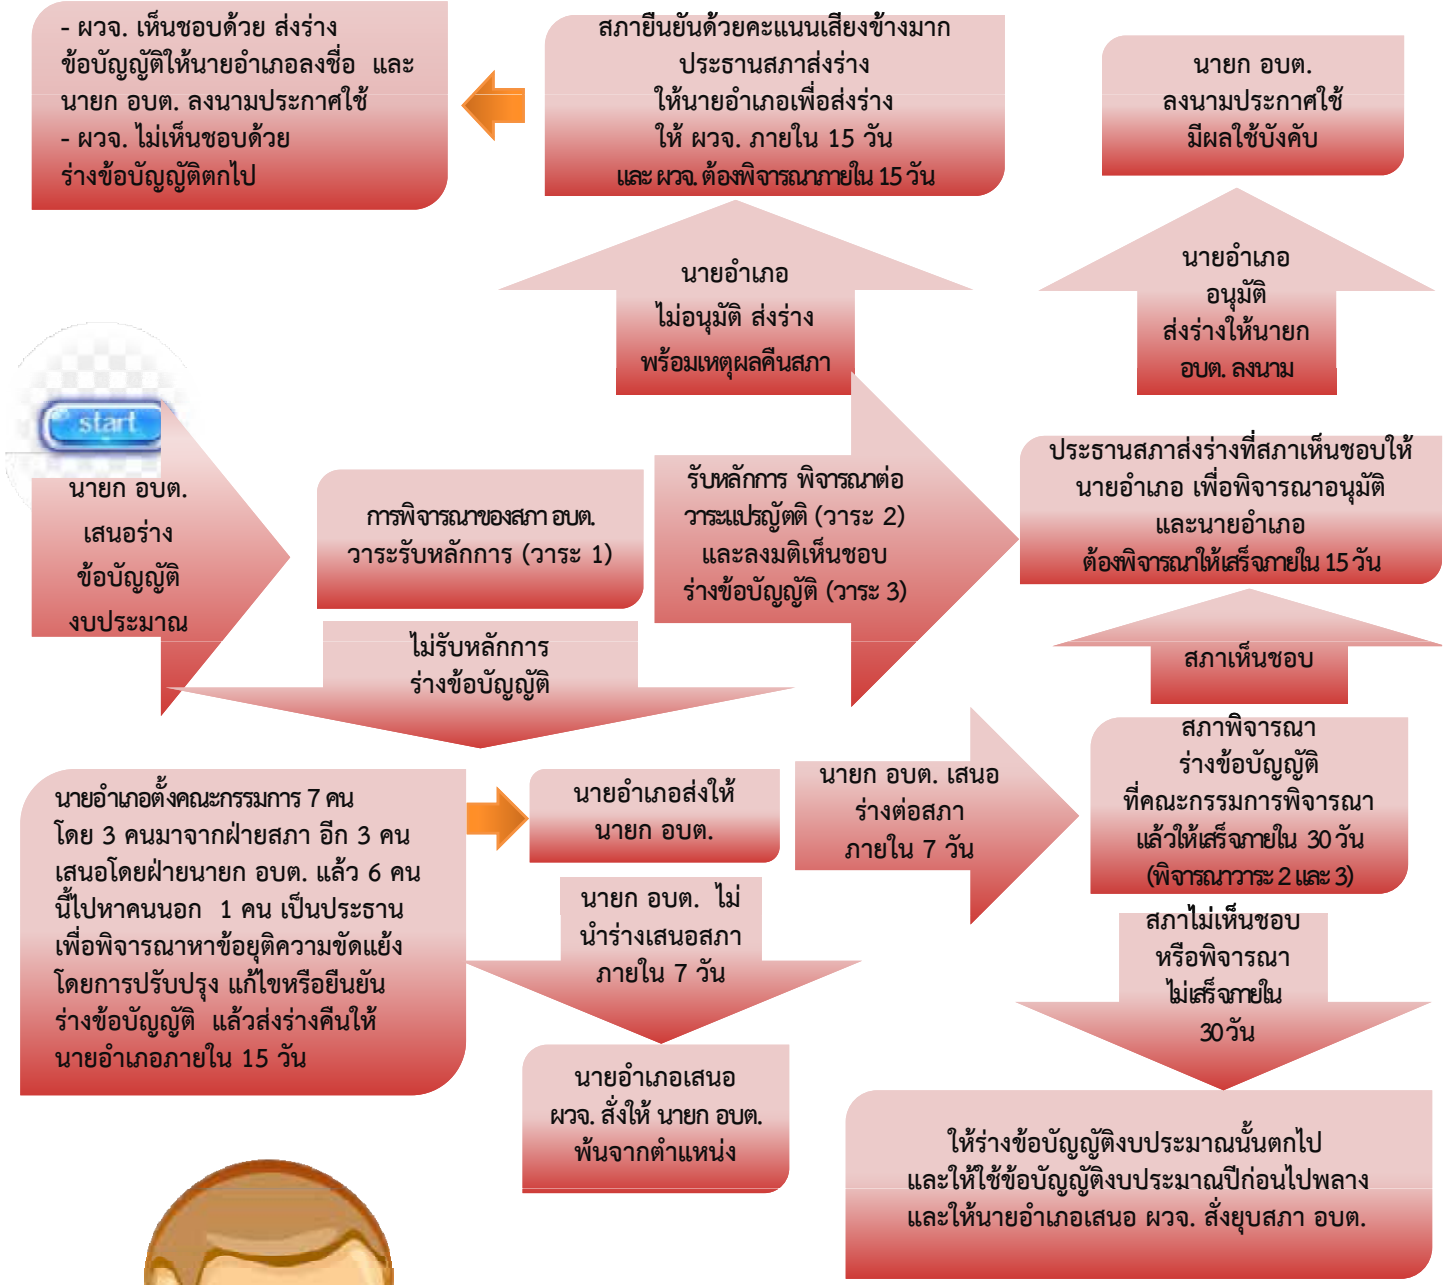 - ผวจ. เห็นชอบด้วย ส่งร่าง
ข้อบัญญัติให้นายอำเภอลงชื่อ และ
นายก อบต. ลงนามประกาศใช้
- ผวจ. ไม่เห็นชอบด้วย
ร่างข้อบัญญัติตกไป
สภายืนยันด้วยคะแนนเสียงข้างมาก
ประธานสภาส่งร่าง
ให้นายอำเภอเพื่อส่งร่าง
ให้ ผวจ. ภายใน 15 วัน
และ ผวจ. ต้องพิจารณาภายใน 15 วัน
นายก อบต.
ลงนามประกาศใช้
มีผลใช้บังคับ
นายอำเภอ
ไม่อนุมัติ ส่งร่าง
พร้อมเหตุผลคืนสภา
นายอำเภอ
อนุมัติ
ส่งร่างให้นายก
อบต. ลงนาม
start
นายก อบต.
เสนอร่าง
ข้อบัญญัติ
งบประมาณ
การพิจารณาของสภา อบต.
วาระรับหลักการ (วาระ 1)
รับหลักการ พิจารณาต่อ
วาระแปรญัตติ (วาระ 2)
และลงมติเห็นชอบ
ร่างข้อบัญญัติ (วาระ 3)
ประธานสภาส่งร่างที่สภาเห็นชอบให้
นายอำเภอ เพื่อพิจารณาอนุมัติ
และนายอำเภอ
ต้องพิจารณาให้เสร็จภายใน 15 วัน
ไม่รับหลักการ
ร่างข้อบัญญัติ
สภาเห็นชอบ
นายอำเภอตั้งคณะกรรมการ 7 คน
โดย 3 คนมาจากฝ่ายสภา อีก 3 คน
เสนอโดยฝ่ายนายก อบต. แล้ว 6 คน
นี้ไปหาคนนอก 1 คน เป็นประธาน
เพื่อพิจารณาหาข้อยุติความขัดแย้ง
โดยการปรับปรุง แก้ไขหรือยืนยัน
ร่างข้อบัญญัติ แล้วส่งร่างคืนให้
นายอำเภอภายใน 15 วัน
นายอำเภอส่งให้
นายก อบต.
นายก อบต. เสนอ
ร่างต่อสภา
ภายใน 7 วัน
สภาพิจารณา
ร่างข้อบัญญัติ
ที่คณะกรรมการพิจารณา
แล้วให้เสร็จภายใน 30 วัน
(พิจารณาวาระ 2 และ 3)
นายก อบต. ไม่
นำร่างเสนอสภา
ภายใน 7 วัน
สภาไม่เห็นชอบ
หรือพิจารณา
ไม่เสร็จภายใน
30 วัน
นายอำเภอเสนอ
ผวจ. สั่งให้ นายก อบต.
พ้นจากตำแหน่ง
ให้ร่างข้อบัญญัติงบประมาณนั้นตกไป
และให้ใช้ข้อบัญญัติงบประมาณปีก่อนไปพลาง
และให้นายอำเภอเสนอ ผวจ. สั่งยุบสภา อบต.